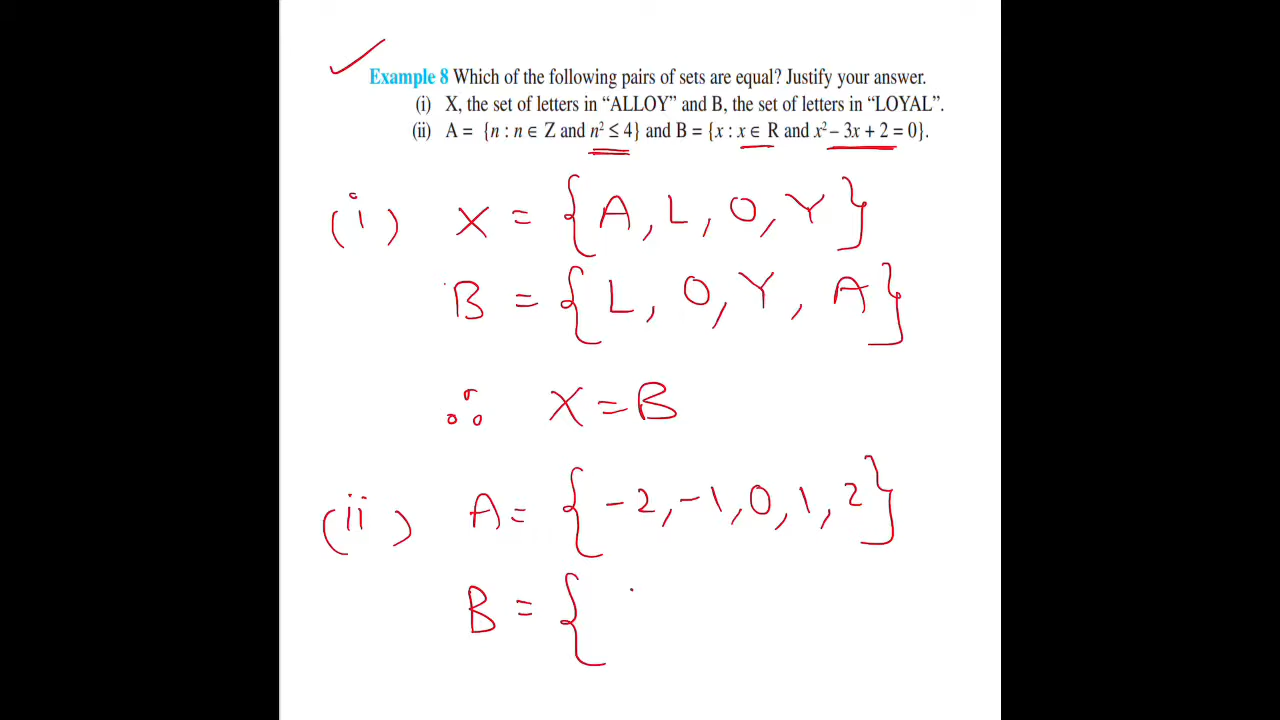 Example 8 Which of the following pairs of sets are equal? Justify your answer.
(i) X, the set of letters in “ALLOY” and B, the set of letters in “LOYAL”.
(ii) A = {n : n ∈ Z and n² ≤ 4} and B = {x : x ∈ R and x² – 3x + 2 = 0}.
(i) X = {A, L, O, Y}
B = {L, O, Y, A}
∴ X = B
(ii) A = {-2, -1, 0, 1, 2}
B = {